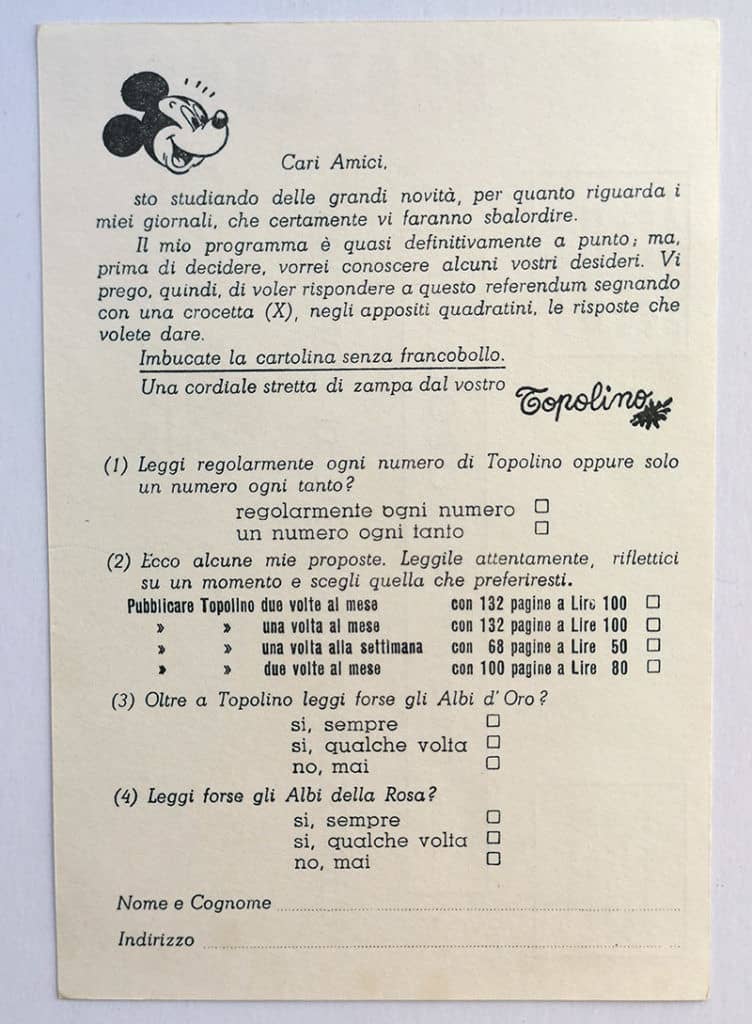 Cari Amici,
sto studiando delle grandi novità, per quanto riguarda i
miei giornali, che certamente vi faranno sbalordire.
Il mio programma è quasi definitivamente a punto; ma,
prima di decidere, vorrei conoscere alcuni vostri desideri. Vi
prego, quindi, di voler rispondere a questo referendum segnando
con una crocetta (X), negli appositi quadratini, le risposte che
volete dare.
Imbucate la cartolina senza francobollo.
Una cordiale stretta di zampa dal vostro
Topolino
(1) Leggi regolarmente ogni numero di Topolino oppure solo
un numero ogni tanto?
regolarmente ogni numero ☐
un numero ogni tanto ☐
(2) Ecco alcune mie proposte. Leggile attentamente, riflettici
su un momento e scegli quella che preferiresti.
Pubblicare Topolino due volte al mese con 132 pagine a Lire 100 ☐
» » una volta al mese con 132 pagine a Lire 100 ☐
» » una volta alla settimana con 68 pagine a Lire 50 ☐
» » due volte al mese con 100 pagine a Lire 80 ☐
(3) Oltre a Topolino leggi forse gli Albi d'Oro?
si, sempre ☐
si, qualche volta ☐
no, mai ☐
(4) Leggi forse gli Albi della Rosa?
si, sempre ☐
si, qualche volta ☐
no, mai ☐
Nome e Cognome
Indirizzo